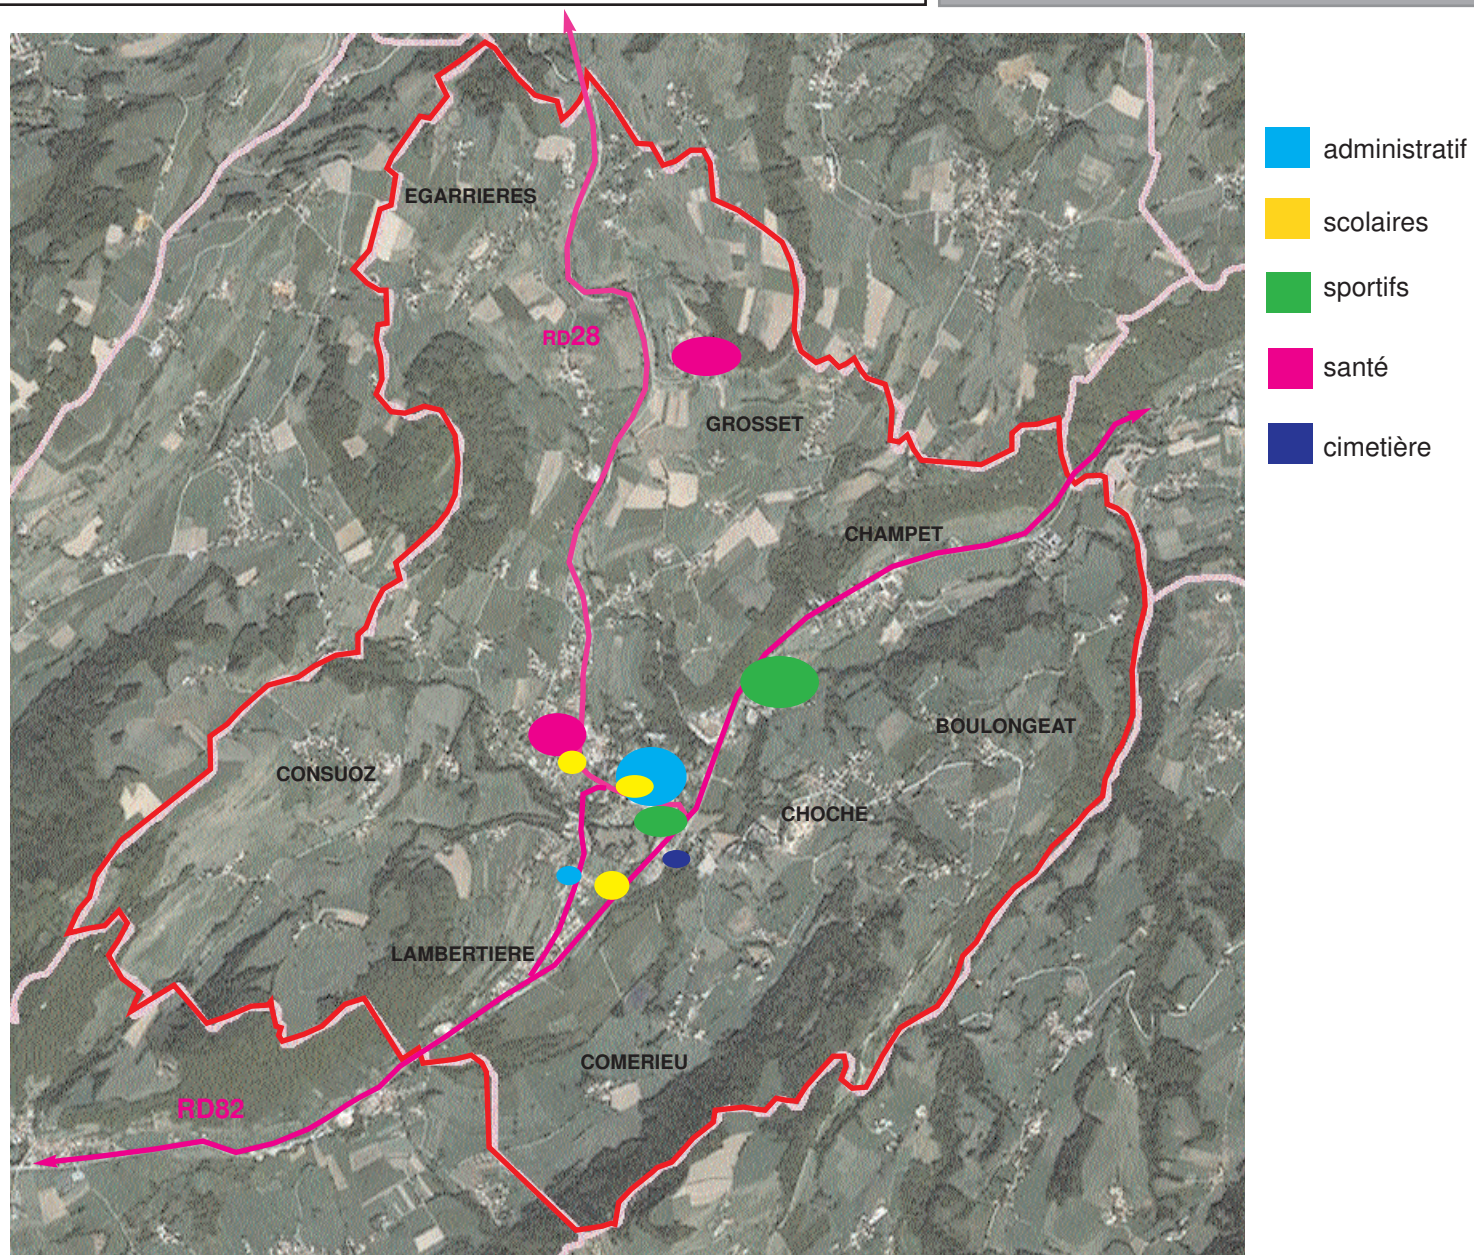 administratif
EGARRIERES
scolaires
sportifs
RD28
santé
GROSSET
cimetière
CHAMPET
BOULONGEAT
CONSUOZ
CHOCHE
LAMBERTIERE
COMERIEU
RD82